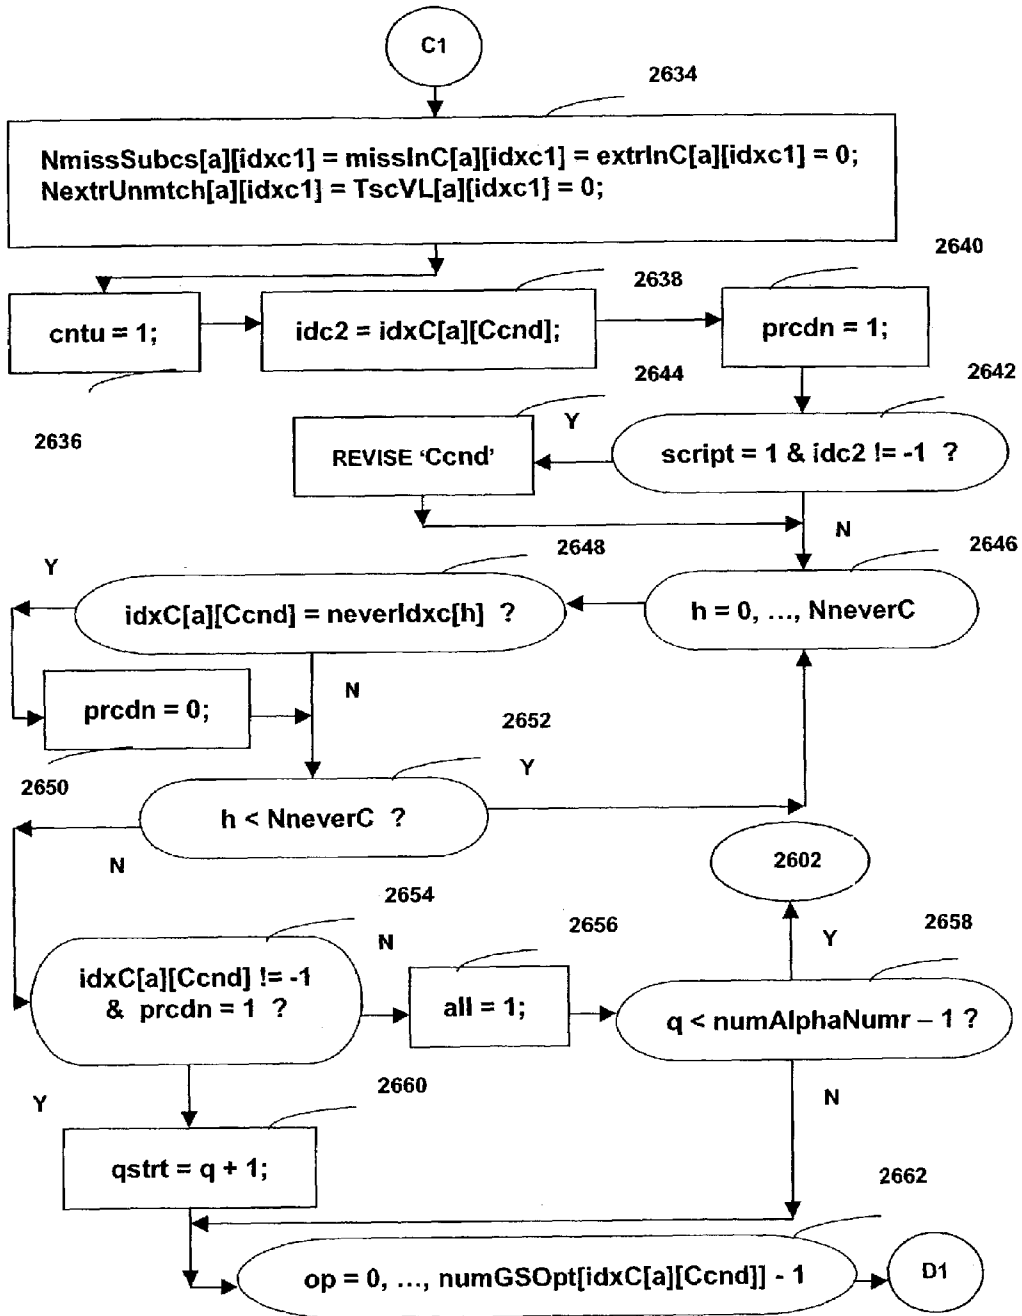 C1
2634
NmissSubcs[a][idxc1] = missInC[a][idxc1] = extrInC[a][idxc1] = 0;
NextrUnmtch[a][idxc1] = TscVL[a][idxc1] = 0;
2640
2638
cntu = 1;
idc2 = idxC[a][Ccnd];
prcdn = 1;
2644
2642
2636
Y
REVISE 'Ccnd'
script = 1 & idc2 != -1 ?
N
2648
2646
Y
idxC[a][Ccnd] = neverIdxc[h] ?
h = 0, ..., NneverC
N
prcdn = 0;
2652
2650
Y
h < NneverC ?
N
2602
2654
N
2656
Y
2658
idxC[a][Ccnd] != -1
& prcdn = 1 ?
all = 1;
q < numAlphaNumr – 1 ?
2660
Y
N
qstrt = q + 1;
2662
op = 0, ..., numGSOpt[idxC[a][Ccnd]] - 1
D1